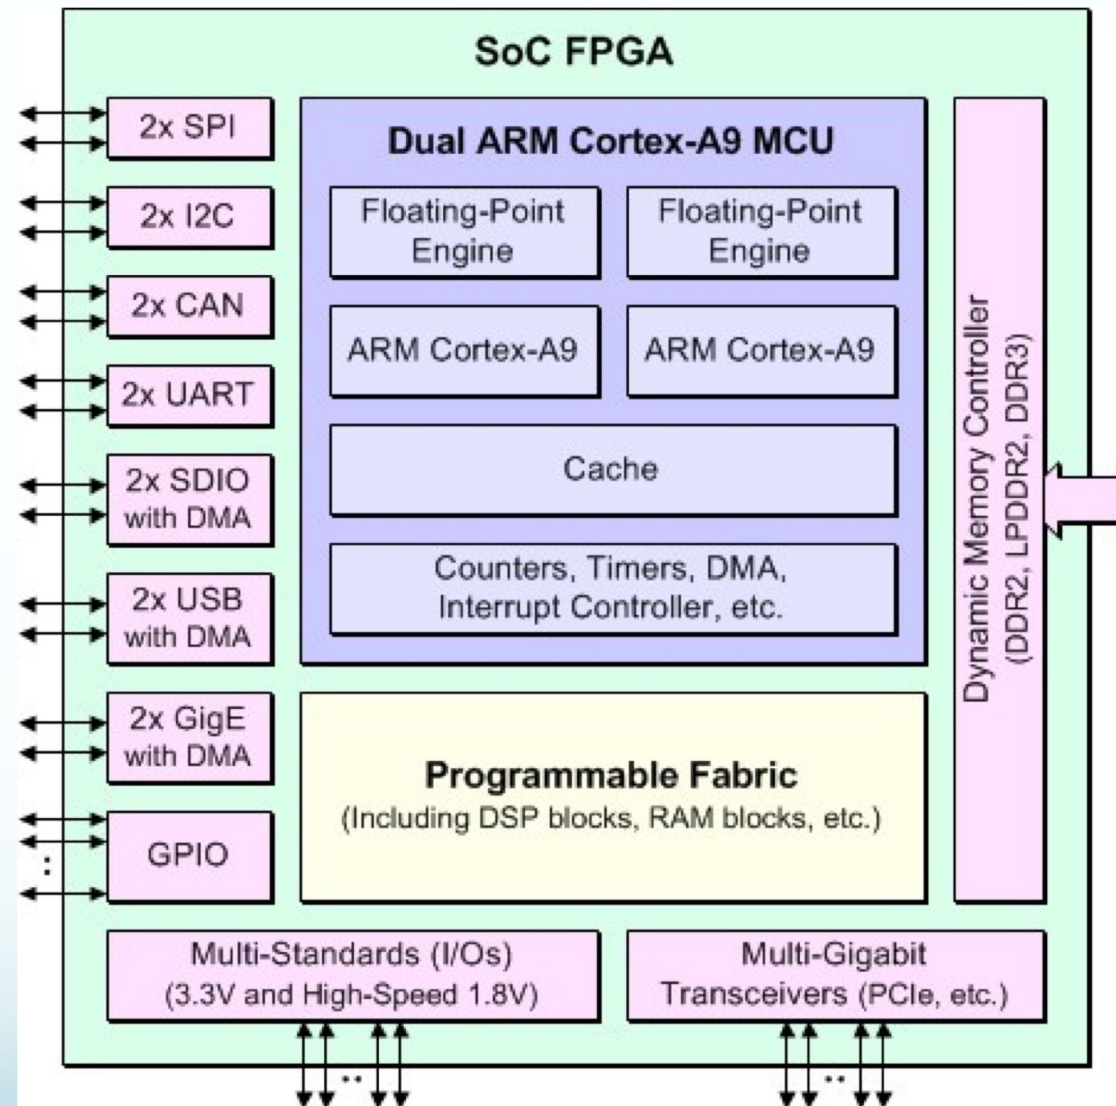 SoC FPGA
2x SPI
2x I2C
2x CAN
2x UART
2x SDIO
with DMA
2x USB
with DMA
2x GigE
with DMA
GPIO
Dual ARM Cortex-A9 MCU
Floating-Point
Engine
Floating-Point
Engine
ARM Cortex-A9
ARM Cortex-A9
Cache
Counters, Timers, DMA,
Interrupt Controller, etc.
Programmable Fabric
(Including DSP blocks, RAM blocks, etc.)
Dynamic Memory Controller
(DDR2, LPDDR2, DDR3)
Multi-Standards (I/Os)
(3.3V and High-Speed 1.8V)
Multi-Gigabit
Transceivers (PCIe, etc.)